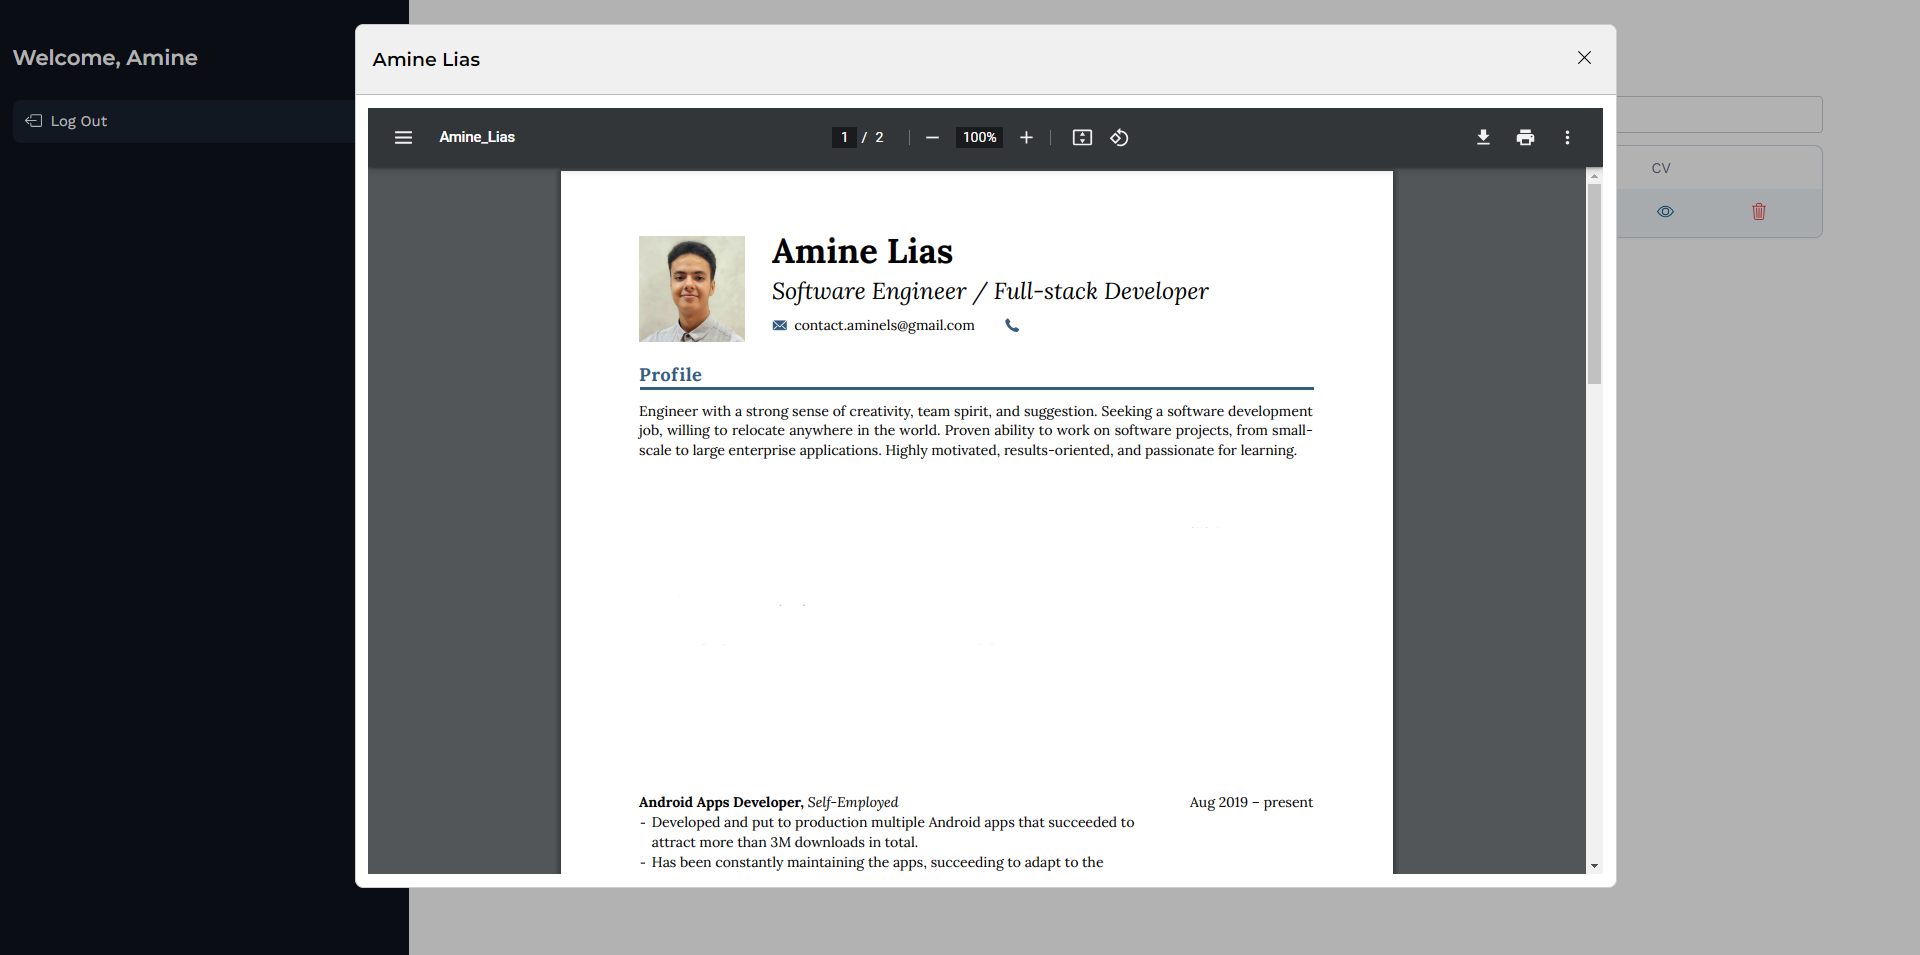 Welcome, Amine
Log Out
Amine Lias
Amine_Lias
1 / 2
100%
CV
Amine Lias
Software Engineer / Full-stack Developer
contact.aminels@gmail.com
Profile
Engineer with a strong sense of creativity, team spirit, and suggestion. Seeking a software development
job, willing to relocate anywhere in the world. Proven ability to work on software projects, from small-
scale to large enterprise applications. Highly motivated, results-oriented, and passionate for learning.
Android Apps Developer, Self-Employed Aug 2019 – present
- Developed and put to production multiple Android apps that succeeded to
attract more than 3M downloads in total.
- Has been constantly maintaining the apps, succeeding to adapt to the